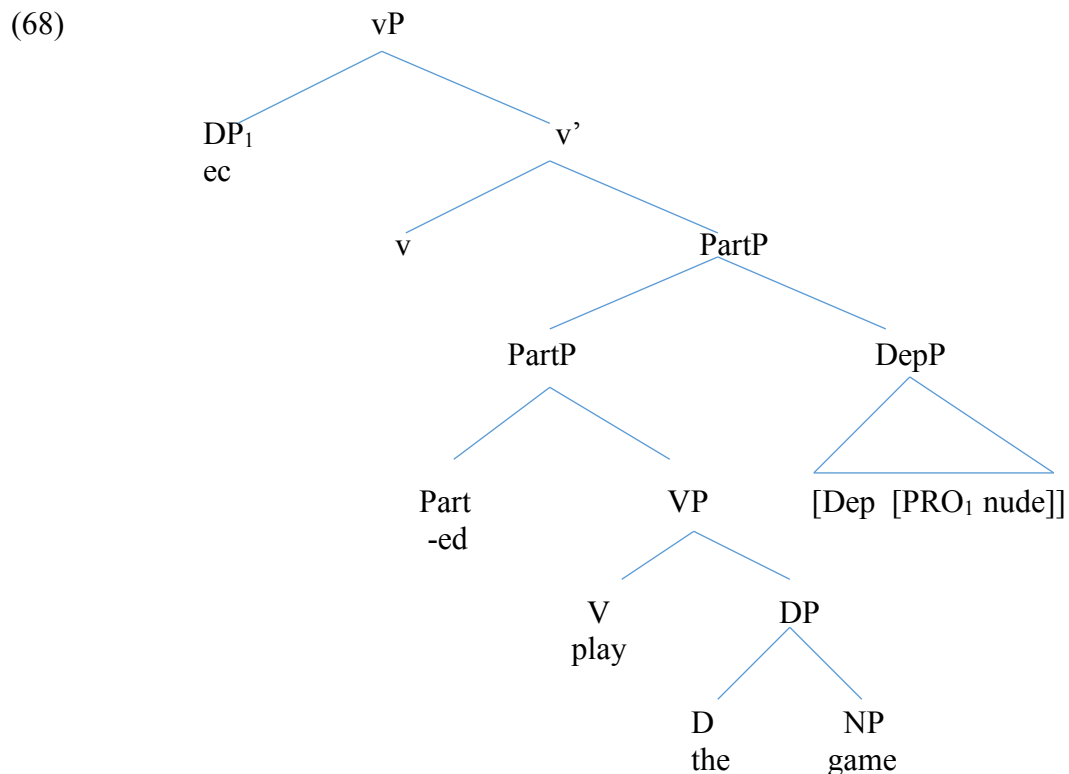 (68) vP
DP₁ v’
ec
v PartP
PartP DepP
Part VP [Dep [PRO₁ nude]]
-ed
V DP
play
D NP
the game